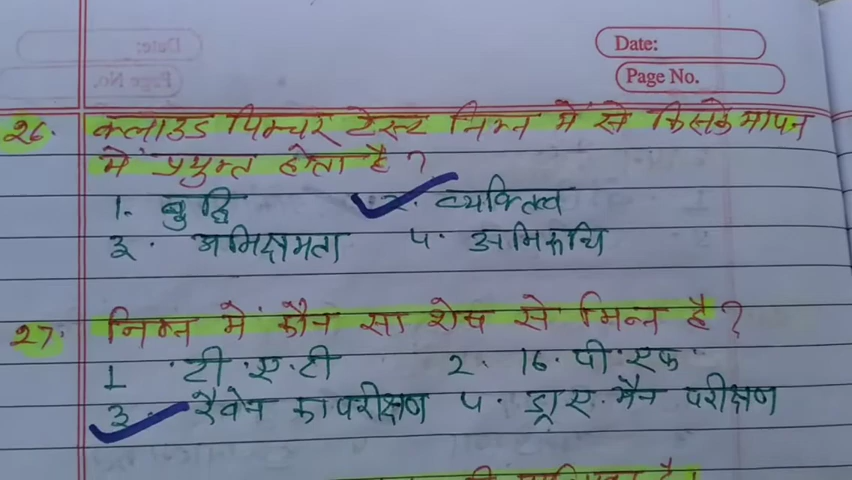 Date:
Page No.
26. क्लाउड पिक्चर टेस्ट निम्न में से किसके मापन
में प्रयुक्त होता है?
1. बुद्धि 2. व्यक्तित्व
3. अभिक्षमता 4. अभिरूचि
27. निम्न में कौन सा शेष से भिन्न है?
1 टी.ए.टी 2. 16. पी एफ
3. रैवेन का परीक्षण 4. ड्रा ए. मैन परीक्षण